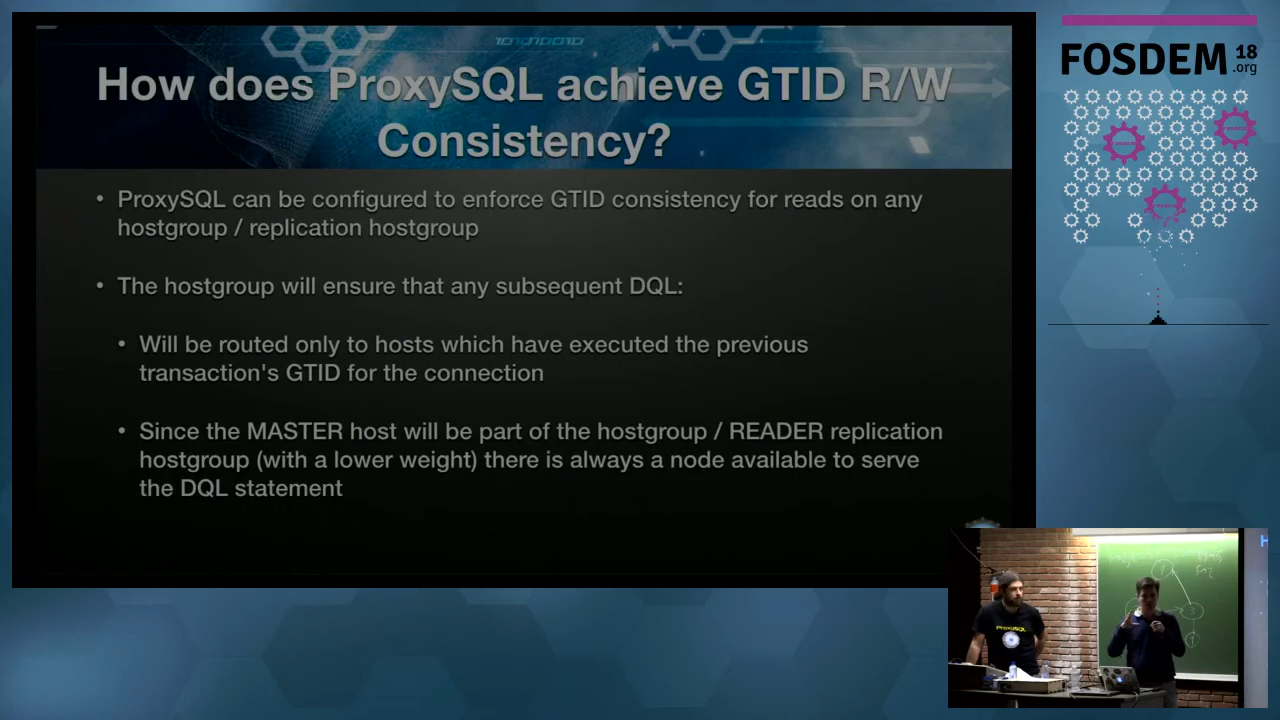 How does ProxySQL achieve GTID R/W
Consistency?
• ProxySQL can be configured to enforce GTID consistency for reads on any
hostgroup / replication hostgroup
• The hostgroup will ensure that any subsequent DQL:
• Will be routed only to hosts which have executed the previous
transaction's GTID for the connection
• Since the MASTER host will be part of the hostgroup / READER replication
hostgroup (with a lower weight) there is always a node available to serve
the DQL statement
FOSDEM 18
.org
ProxySQL